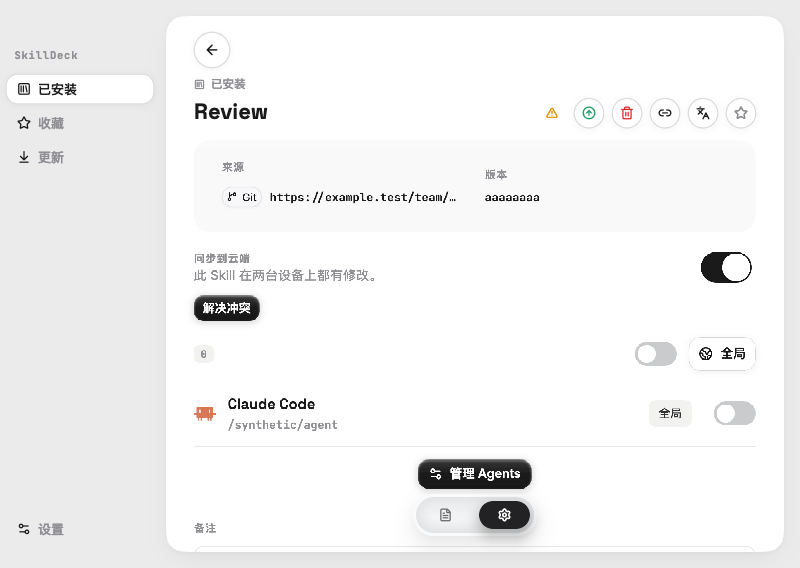 SkillDeck
已安装
收藏
更新
设置
已安装
Review
来源
版本
Git https://example.test/team/…
aaaaaaaa
同步到云端
此 Skill 在两台设备上都有修改。
解决冲突
0
全局
Claude Code
/synthetic/agent
全局
管理 Agents
备注